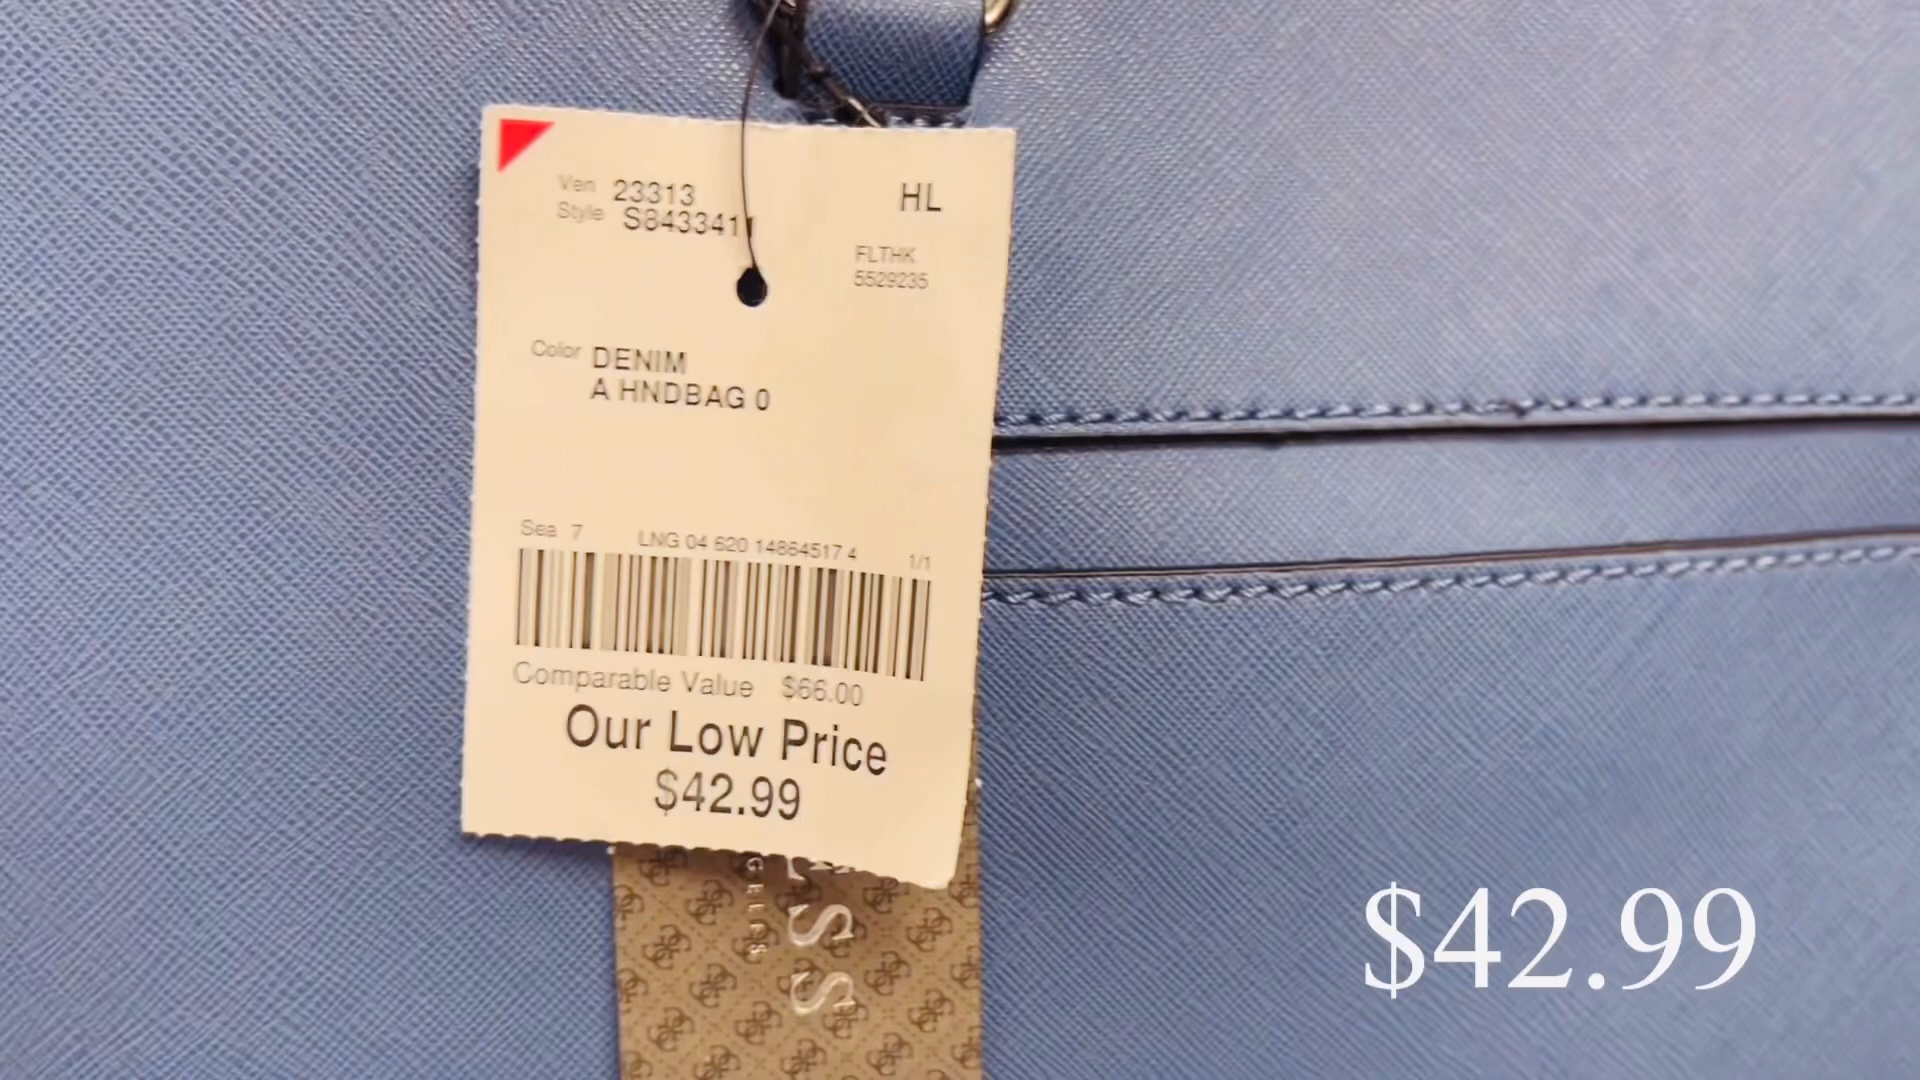 Ven 23313
Style S8433411
HL
FLTHK
5529235
Color DENIM
A HNDBAG 0
Sea 7 LNG 04 620 14864517 4 1/1
Comparable Value $66.00
Our Low Price
$42.99
$42.99